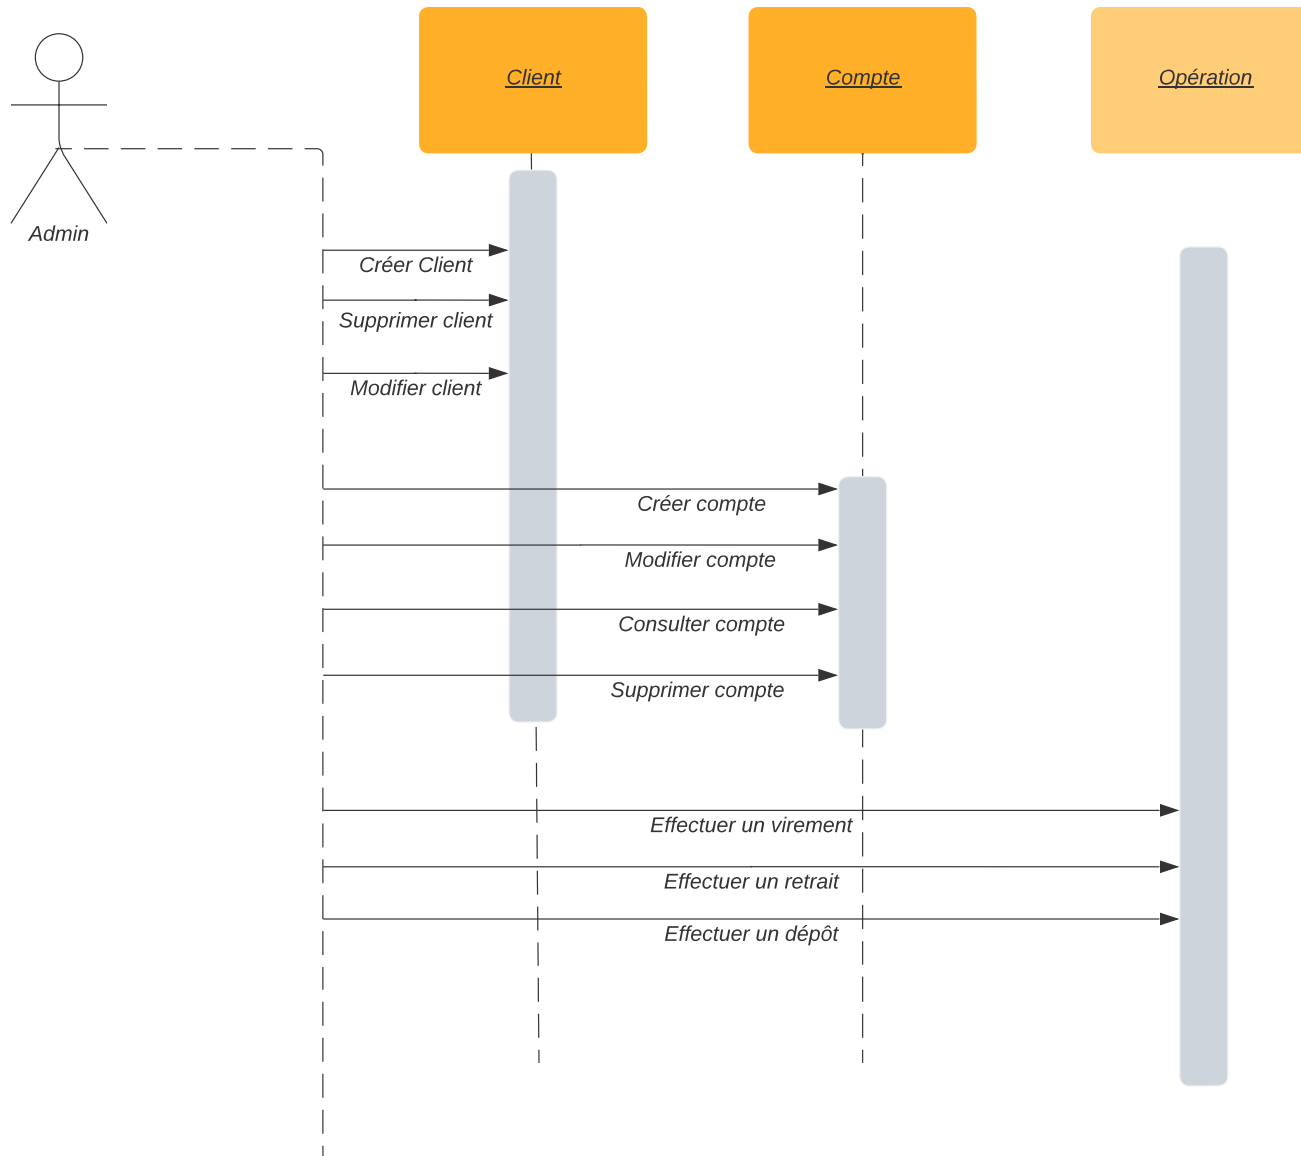 Client
Compte
Opération
Admin
Créer Client
Supprimer client
Modifier client
Créer compte
Modifier compte
Consulter compte
Supprimer compte
Effectuer un virement
Effectuer un retrait
Effectuer un dépôt